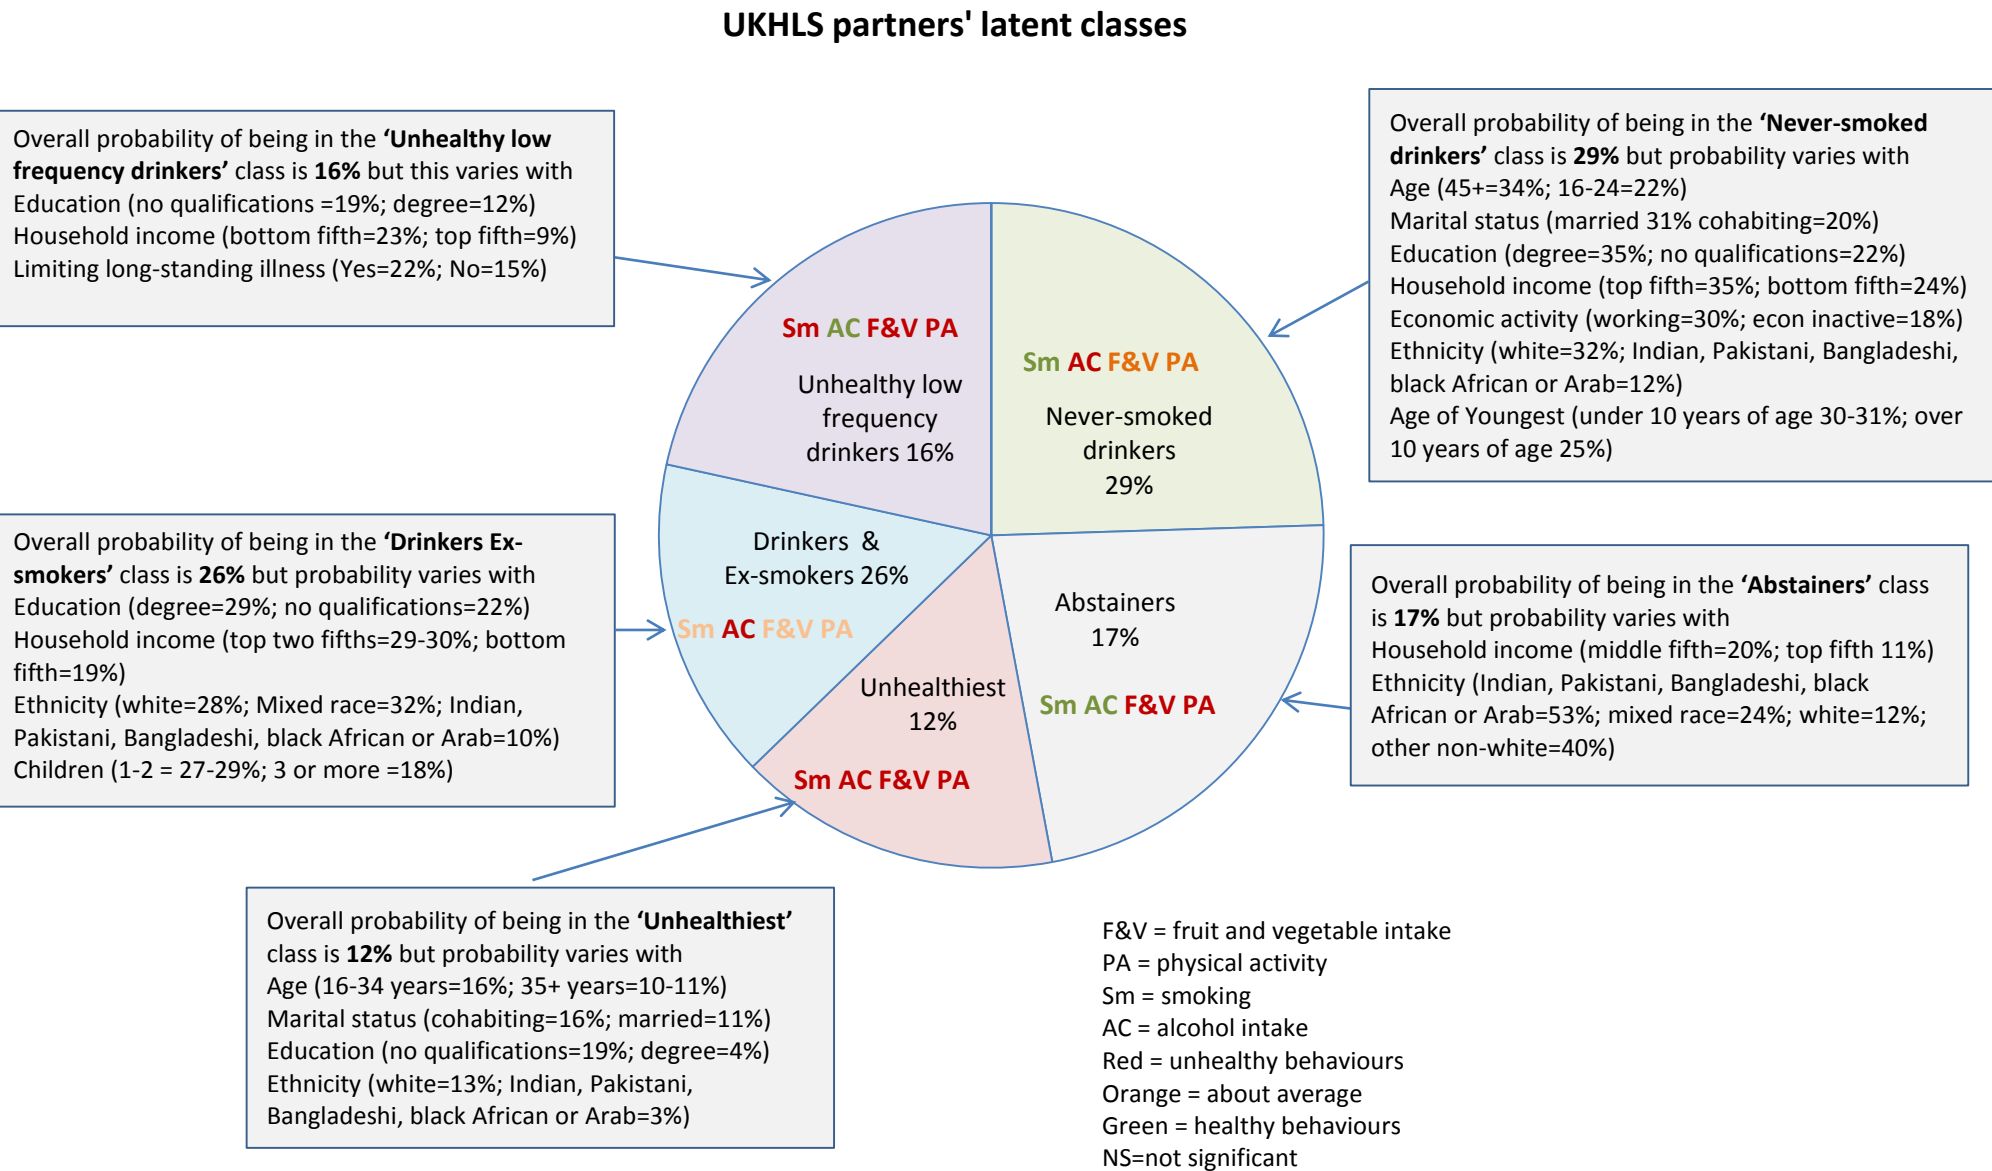 UKHLS partners' latent classes
Overall probability of being in the ‘Unhealthy low
frequency drinkers’ class is 16% but this varies with
Education (no qualifications =19%; degree=12%)
Household income (bottom fifth=23%; top fifth=9%)
Limiting long-standing illness (Yes=22%; No=15%)
Overall probability of being in the ‘Never-smoked
drinkers’ class is 29% but probability varies with
Age (45+=34%; 16-24=22%)
Marital status (married 31% cohabiting=20%)
Education (degree=35%; no qualifications=22%)
Household income (top fifth=35%; bottom fifth=24%)
Economic activity (working=30%; econ inactive=18%)
Ethnicity (white=32%; Indian, Pakistani, Bangladeshi,
black African or Arab=12%)
Age of Youngest (under 10 years of age 30-31%; over
10 years of age 25%)
Sm AC F&V PA
Unhealthy low
frequency
drinkers 16%
Sm AC F&V PA
Never-smoked
drinkers
29%
Overall probability of being in the ‘Drinkers Ex-
smokers’ class is 26% but probability varies with
Education (degree=29%; no qualifications=22%)
Household income (top two fifths=29-30%; bottom
fifth=19%)
Ethnicity (white=28%; Mixed race=32%; Indian,
Pakistani, Bangladeshi, black African or Arab=10%)
Children (1-2 = 27-29%; 3 or more =18%)
Drinkers &
Ex-smokers 26%
Sm AC F&V PA
Abstainers
17%
Sm AC F&V PA
Overall probability of being in the ‘Abstainers’ class
is 17% but probability varies with
Household income (middle fifth=20%; top fifth 11%)
Ethnicity (Indian, Pakistani, Bangladeshi, black
African or Arab=53%; mixed race=24%; white=12%;
other non-white=40%)
Unhealthiest
12%
Sm AC F&V PA
Overall probability of being in the ‘Unhealthiest’
class is 12% but probability varies with
Age (16-34 years=16%; 35+ years=10-11%)
Marital status (cohabiting=16%; married=11%)
Education (no qualifications=19%; degree=4%)
Ethnicity (white=13%; Indian, Pakistani,
Bangladeshi, black African or Arab=3%)
F&V = fruit and vegetable intake
PA = physical activity
Sm = smoking
AC = alcohol intake
Red = unhealthy behaviours
Orange = about average
Green = healthy behaviours
NS=not significant